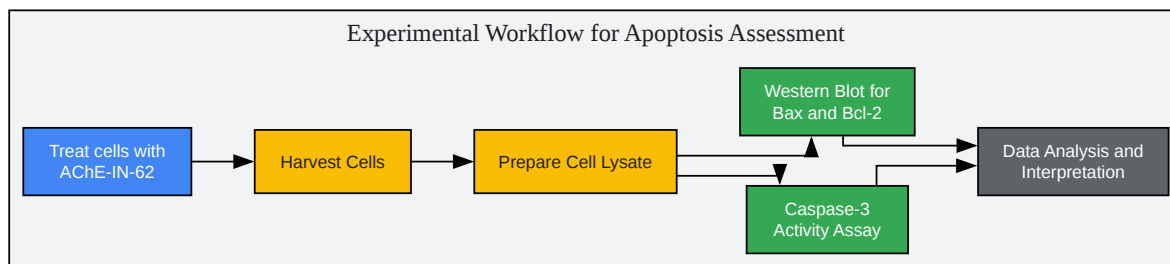 Experimental Workflow for Apoptosis Assessment
Treat cells with
AChE-IN-62
Harvest Cells
Prepare Cell Lysate
Western Blot for
Bax and Bcl-2
Caspase-3
Activity Assay
Data Analysis and
Interpretation